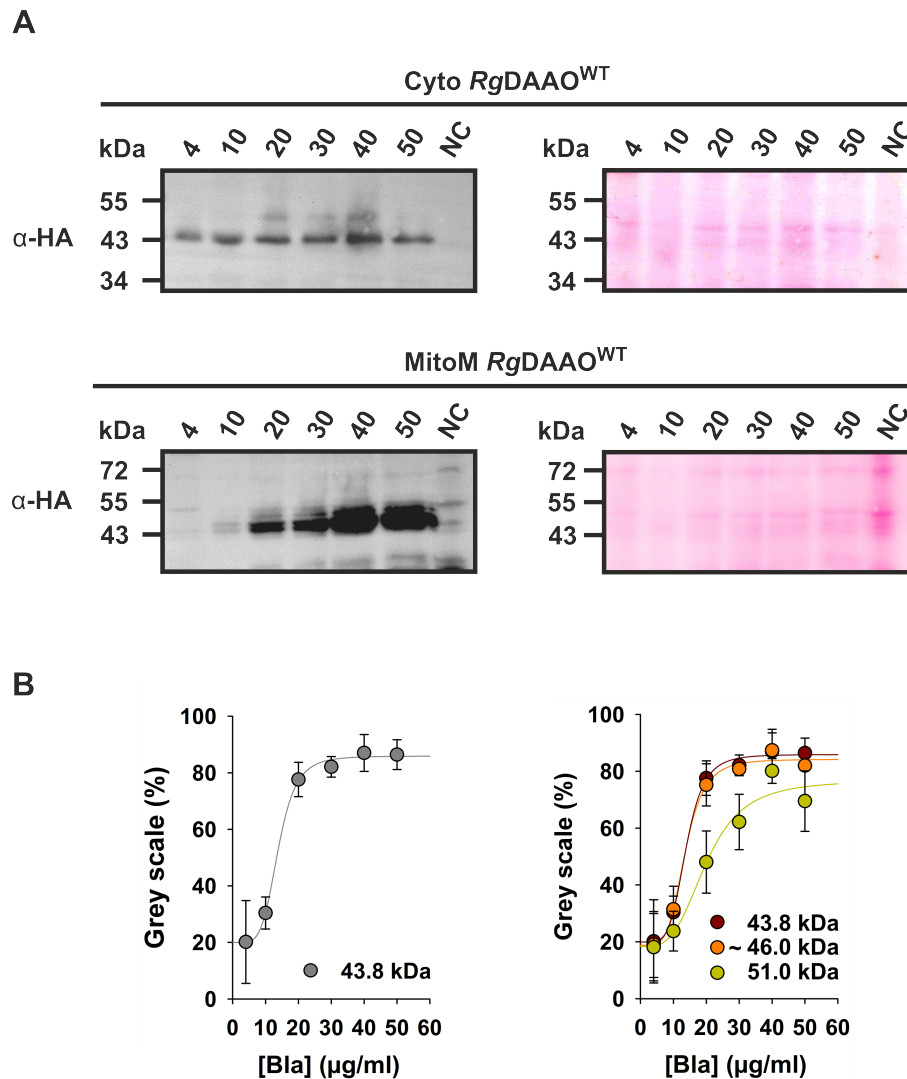 A
Cyto RgDAAOWT
kDa 4 10 20 30 40 50 NC 4 10 20 30 40 50 NC
α-HA
55 55
43 43
34 34
MitoM RgDAAOWT
kDa 4 10 20 30 40 50 NC kDa 4 10 20 30 40 50 NC
α-HA
72 72
55 55
43 43
B
Grey scale (%)
100
80
60
40
20
0
43.8 kDa
0 10 20 30 40 50 60
[Bla] (µg/ml)
Grey scale (%)
100
80
60
40
20
0
43.8 kDa
~ 46.0 kDa
51.0 kDa
0 10 20 30 40 50 60
[Bla] (µg/ml)